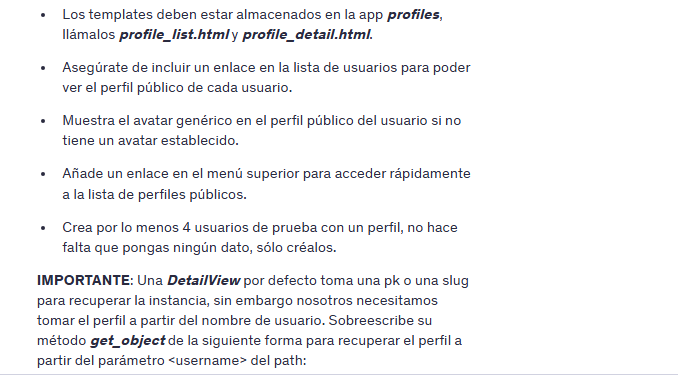 • Los templates deben estar almacenados en la app profiles,
llámalos profile_list.html y profile_detail.html.
• Asegúrate de incluir un enlace en la lista de usuarios para poder
ver el perfil público de cada usuario.
• Muestra el avatar genérico en el perfil público del usuario si no
tiene un avatar establecido.
• Añade un enlace en el menú superior para acceder rápidamente
a la lista de perfiles públicos.
• Crea por lo menos 4 usuarios de prueba con un perfil, no hace
falta que pongas ningún dato, sólo créalos.
IMPORTANTE: Una DetailView por defecto toma una pk o una slug
para recuperar la instancia, sin embargo nosotros necesitamos
tomar el perfil a partir del nombre de usuario. Sobreescribe su
método get_object de la siguiente forma para recuperar el perfil a
partir del parámetro <username> del path: